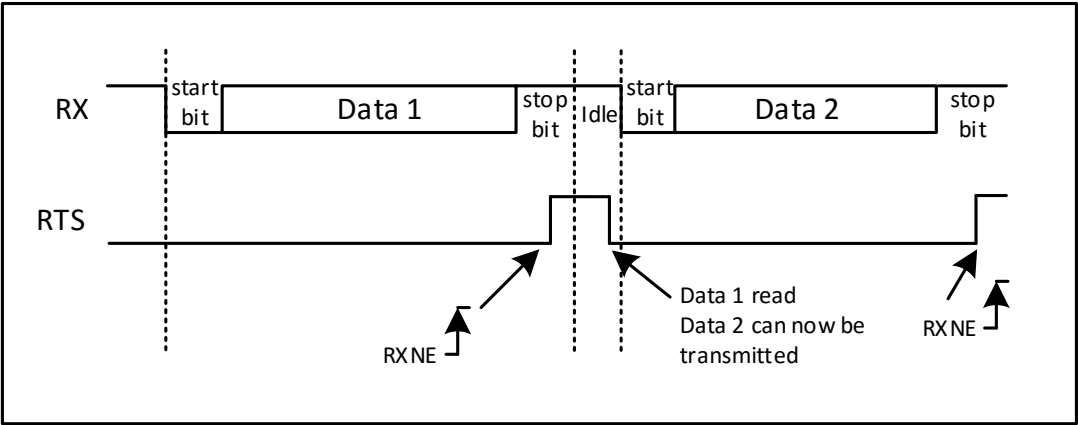 RX
start
bit
Data 1
stop
bit
Idle
start
bit
Data 2
stop
bit
RTS
RXNE
Data 1 read
Data 2 can now be
transmitted
RXNE